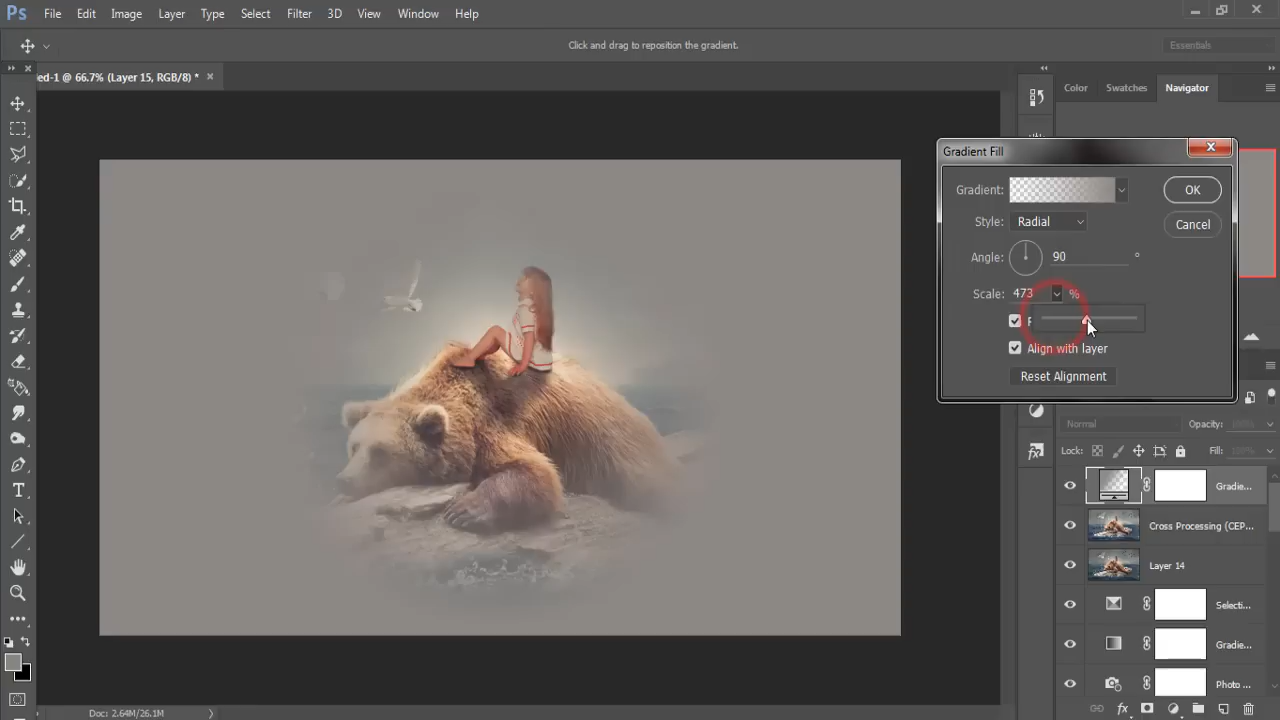 Ps File Edit Image Layer Type Select Filter 3D View Window Help
Click and drag to reposition the gradient.
Essentials
ed-1 @ 66.7% (Layer 15, RGB/8) *
Color Swatches Navigator
Gradient Fill
Gradient:
OK
Style: Radial
Cancel
Angle: 90 °
Scale: 473 %
Align with layer
Reset Alignment
Normal Opacity: 100%
Lock: Fill: 100%
Gradie...
Cross Processing (CEP...
Layer 14
Selecti...
Gradie...
Photo ...
Doc: 2.64M/26.1M